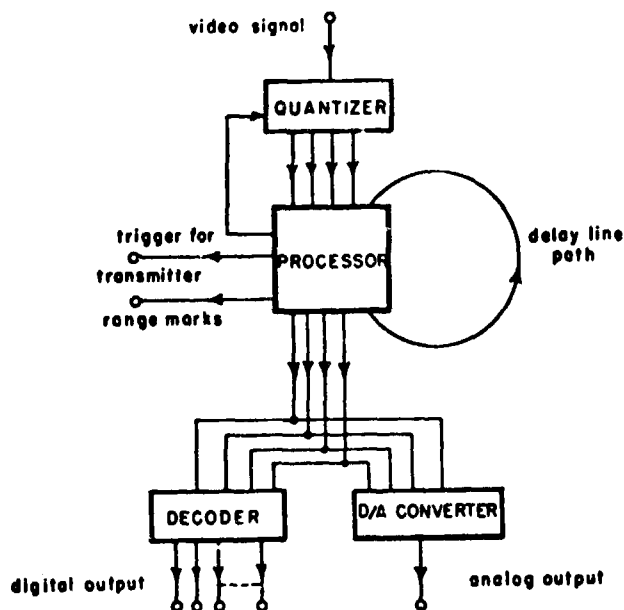 video signal
QUANTIZER
trigger for
transmitter
PROCESSOR
delay line
path
range marks
DECODER
D/A CONVERTER
digital output
analog output